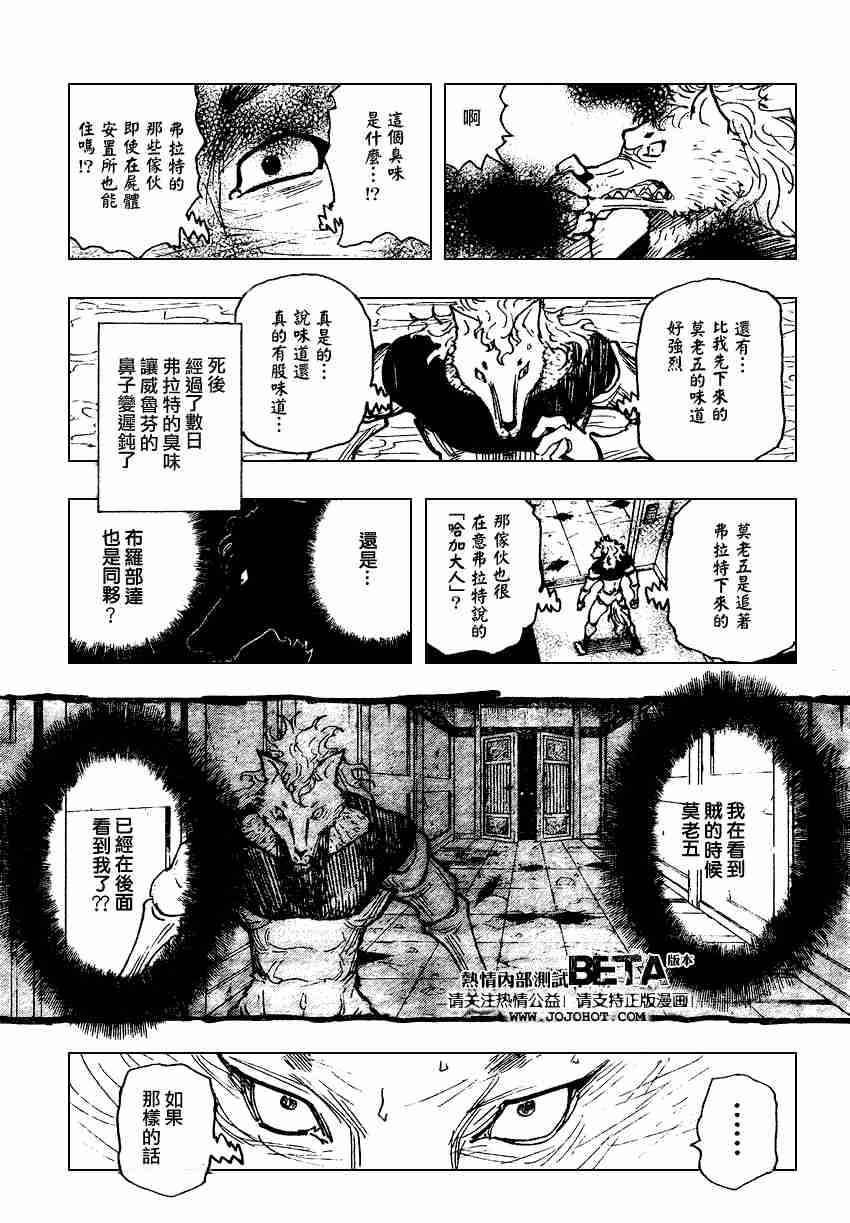 啊
這個臭味
是什麼…!?
弗拉特的
那些傢伙
即使在屍體
安置所也能
住嗎!?
還有…
比我先下來的
莫老五的味道
好強烈
真是的…
說味道還
真的有股味道…
死後
經過了數日
弗拉特的臭味
讓威魯芬的
鼻子變遲鈍了
莫老五是追著
弗拉特下來的
那傢伙也很
在意弗拉特說的
「哈加大人」?
還是…
布羅部達
也是同夥?
我在看到
賊的時候
莫老五
已經在後面
看到我了??
熱情內部測試BETA版本
请关注热情公益| 请支持正版漫画|
WWW.JOJOHOT.COM
……
如果
那樣的話